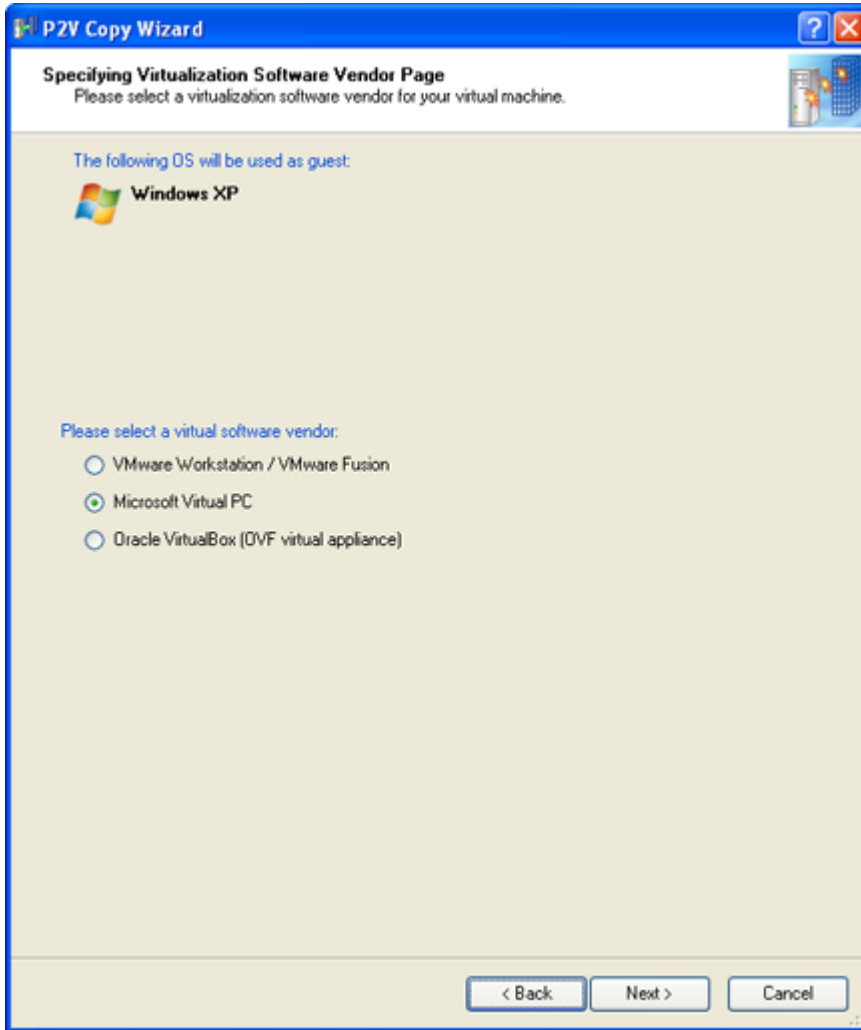 P2V Copy Wizard
Specifying Virtualization Software Vendor Page
Please select a virtualization software vendor for your virtual machine.
The following OS will be used as guest:
Windows XP
Please select a virtual software vendor:
VMware Workstation / VMware Fusion
Microsoft Virtual PC
Oracle VirtualBox (OVF virtual appliance)
< Back
Next >
Cancel